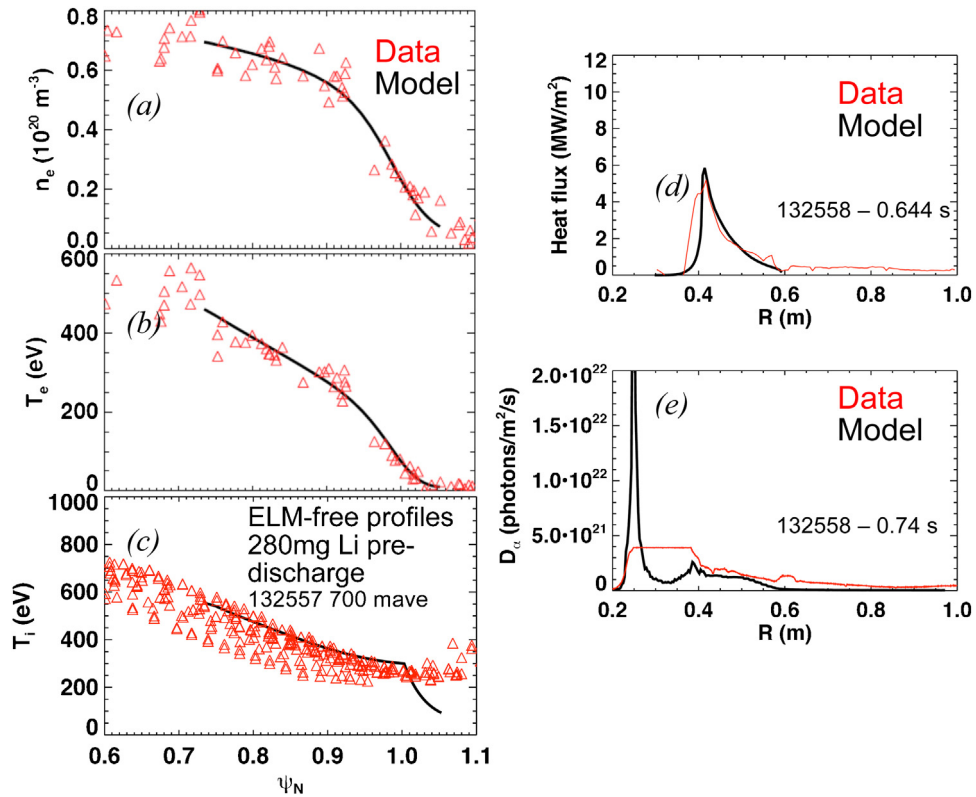 0.8
0.6
0.4
0.2
0.0
n_e (10^20 m^-3)
(a)
Data
Model
600
400
200
0
T_e (eV)
(b)
1000
800
600
400
200
0
T_i (eV)
(c)
ELM-free profiles
280mg Li pre-
discharge
132557 700 mave
0.6 0.7 0.8 0.9 1.0 1.1
ψ_N
12
10
8
6
4
2
0
Heat flux (MW/m^2)
(d)
Data
Model
132558 – 0.644 s
0.2 0.4 0.6 0.8 1.0
R (m)
2.0•10^22
1.5•10^22
1.0•10^22
5.0•10^21
0
D_α (photons/m^2/s)
(e)
Data
Model
132558 – 0.74 s
0.2 0.4 0.6 0.8 1.0
R (m)